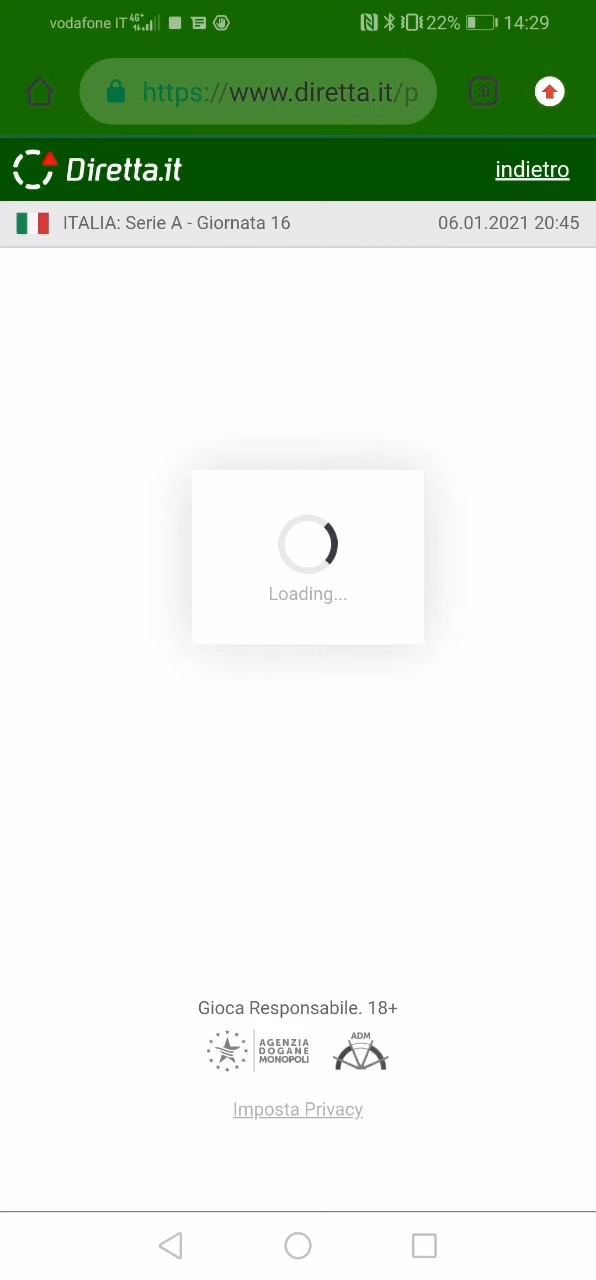 vodafone IT 4G+ 22% 14:29
https://www.diretta.it/p
:D
Diretta.it
indietro
ITALIA: Serie A - Giornata 16
06.01.2021 20:45
Loading...
Gioca Responsabile. 18+
AGENZIA
DOGANE
MONOPOLI
ADM
Imposta Privacy